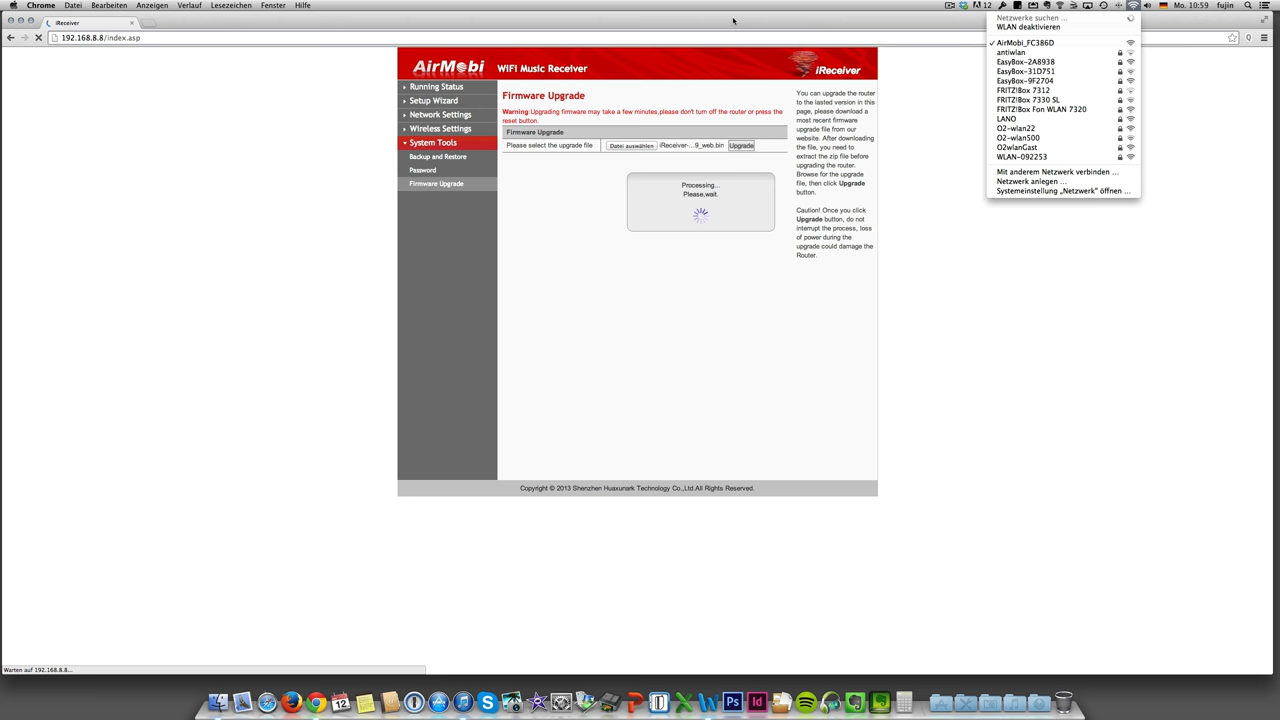 Chrome Datei Bearbeiten Anzeigen Verlauf Lesezeichen Fenster Hilfe
12 Mo. 10:59 fujin
iReceiver
192.168.8.8/index.asp
Netzwerke suchen ...
WLAN deaktivieren
AirMobi_FC386D
antiwlan
EasyBox-2A8938
EasyBox-31D751
EasyBox-9F2704
FRITZ!Box 7312
FRITZ!Box 7330 SL
FRITZ!Box Fon WLAN 7320
LANO
O2-wlan22
O2-wlan500
O2wlanGast
WLAN-092253
Mit anderem Netzwerk verbinden ...
Netzwerk anlegen ...
Systemeinstellung „Netzwerk“ öffnen ...
AirMobi WiFi Music Receiver iReceiver
Running Status
Setup Wizard
Network Settings
Wireless Settings
System Tools
Backup and Restore
Password
Firmware Upgrade
Firmware Upgrade
Warning:Upgrading firmware may take a few minutes,please don't turn off the router or press the
reset button.
Firmware Upgrade
Please select the upgrade file Datei auswählen iReceiver-...9_web.bin Upgrade
Processing...
Please,wait.
You can upgrade the router
to the lasted version in this
page, please download a
most recent firmware
upgrade file from our
website. After downloading
the file, you need to
extract the zip file before
upgrading the router.
Browse for the upgrade
file, then click Upgrade
button.
Caution! Once you click
Upgrade button, do not
interrupt the process, loss
of power during the
upgrade could damage the
Router.
Copyright © 2013 Shenzhen Huaxunark Technology Co.,Ltd.All Rights Reserved.
Warten auf 192.168.8.8...
12
Ps Id